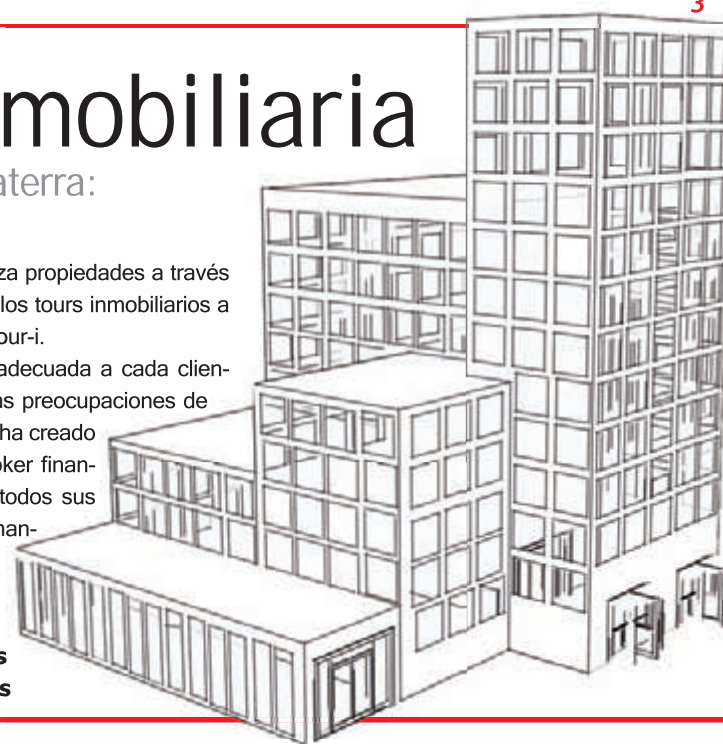 3
mobiliaria
aterra:
za propiedades a través
los tours inmobiliarios a
our-i.
adecuada a cada clien-
as preocupaciones de
ha creado
oker finan-
todos sus
nan-
s
s